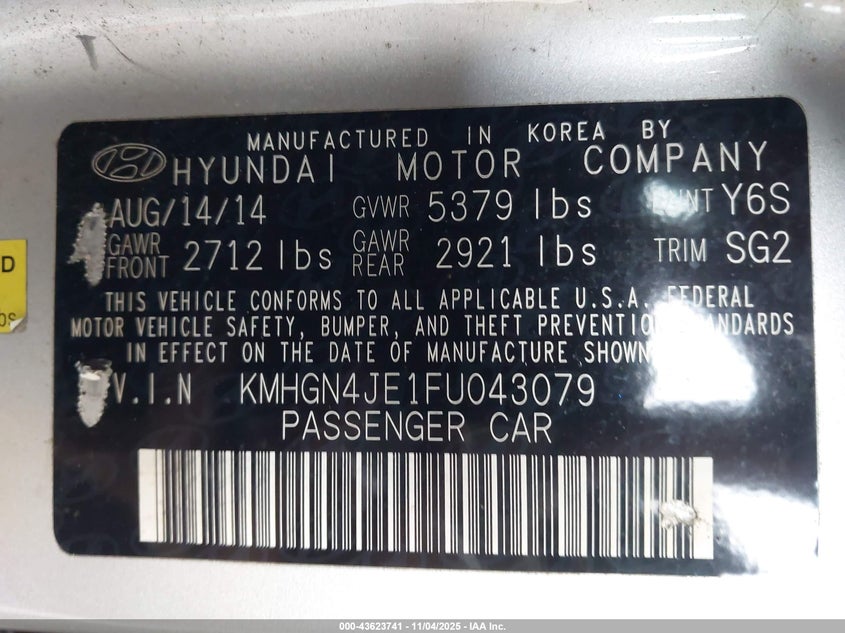 MANUFACTURED IN KOREA BY
HYUNDAI MOTOR COMPANY
AUG/14/14 GVWR 5379 lbs Y6S
GAWR FRONT 2712 lbs GAWR REAR 2921 lbs TRIM SG2
THIS VEHICLE CONFORMS TO ALL APPLICABLE U.S.A. FEDERAL
MOTOR VEHICLE SAFETY, BUMPER, AND THEFT PREVENTION STANDARDS
IN EFFECT ON THE DATE OF MANUFACTURE SHOWN
V.I.N KMHGN4JE1FU043079
PASSENGER CAR
D
000-43623741 - 11/04/2025 - IAA Inc.